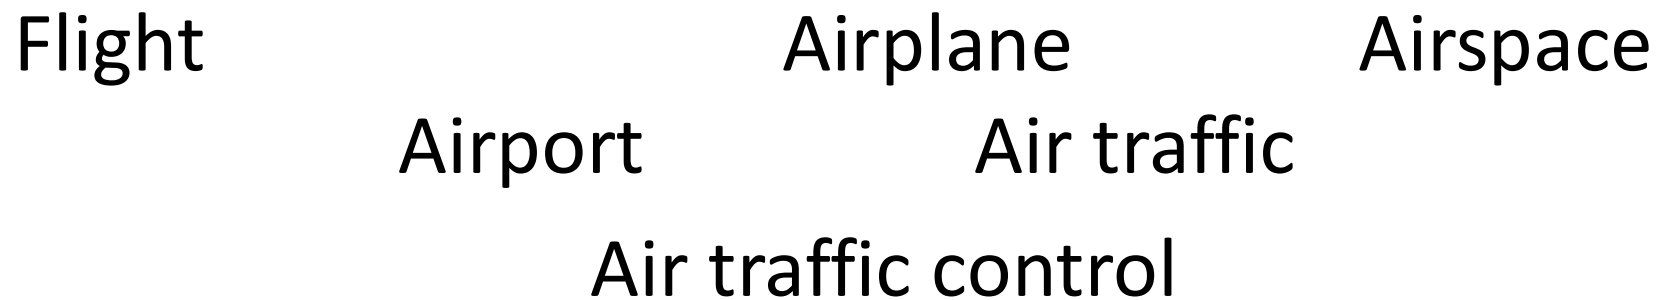 Flight Airplane Airspace
Airport Air traffic
Air traffic control